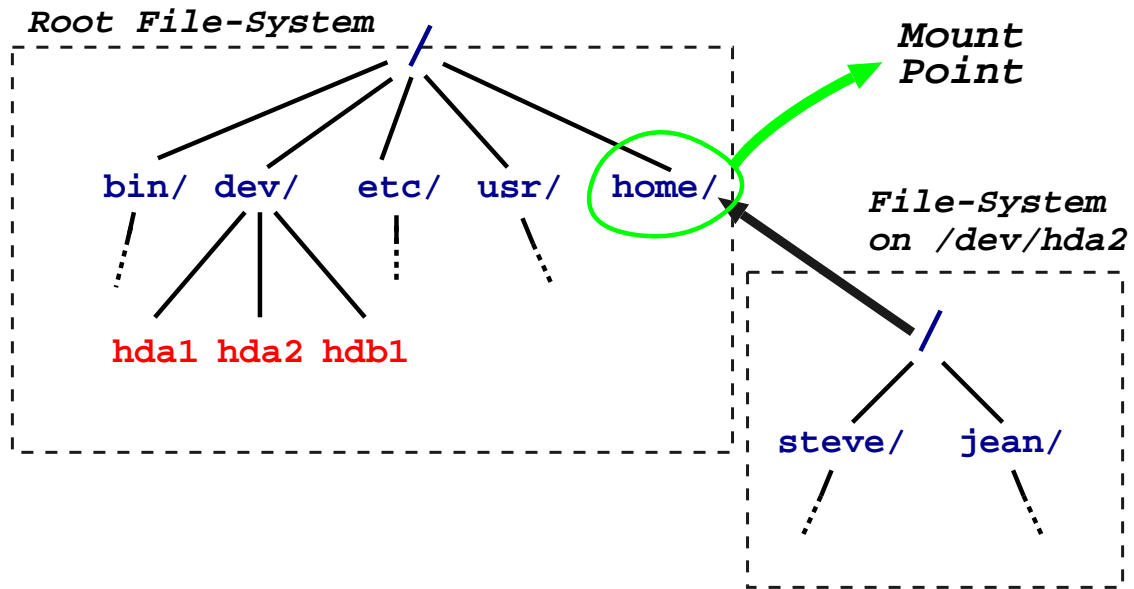 Root File-System
/
Mount
Point
bin/ dev/ etc/ usr/ home/
File-System
on /dev/hda2
/
hda1 hda2 hdb1
steve/ jean/